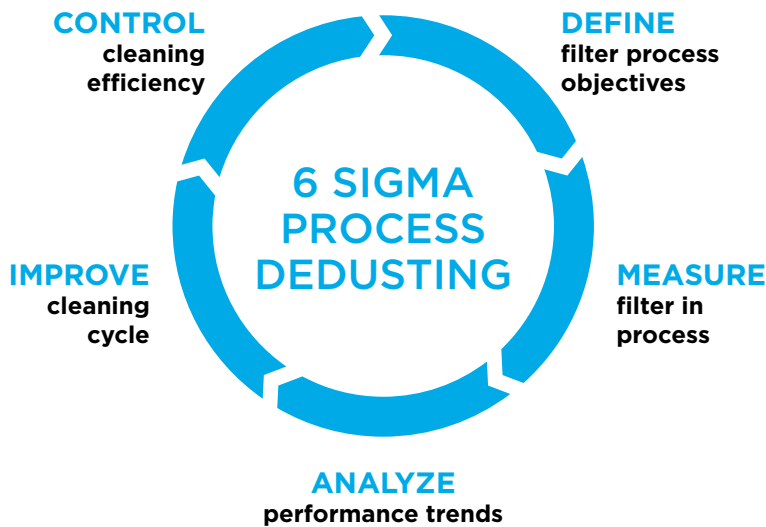 6 SIGMA
PROCESS
DEDUSTING
DEFINE
filter process
objectives
MEASURE
filter in
process
ANALYZE
performance trends
IMPROVE
cleaning
cycle
CONTROL
cleaning
efficiency